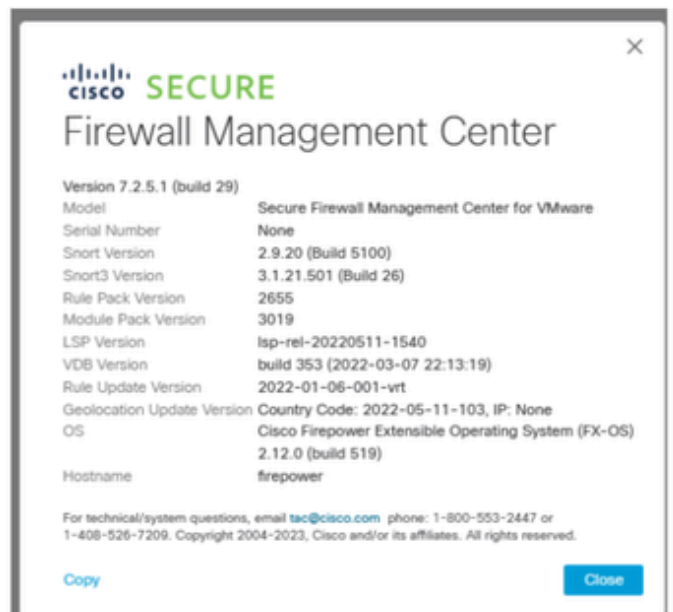 CISCO SECURE
Firewall Management Center
Version 7.2.5.1 (build 29)
Model Secure Firewall Management Center for VMware
Serial Number None
Snort Version 2.9.20 (Build 5100)
Snort3 Version 3.1.21.501 (Build 26)
Rule Pack Version 2655
Module Pack Version 3019
LSP Version lsp-rel-20220511-1540
VDB Version build 353 (2022-03-07 22:13:19)
Rule Update Version 2022-01-06-001-vrt
Geolocation Update Version Country Code: 2022-05-11-103, IP: None
OS Cisco Firepower Extensible Operating System (FX-OS)
2.12.0 (build 519)
Hostname firepower
For technical/system questions, email tac@cisco.com phone: 1-800-553-2447 or
1-408-526-7209. Copyright 2004-2023, Cisco and/or its affiliates. All rights reserved.
Copy Close